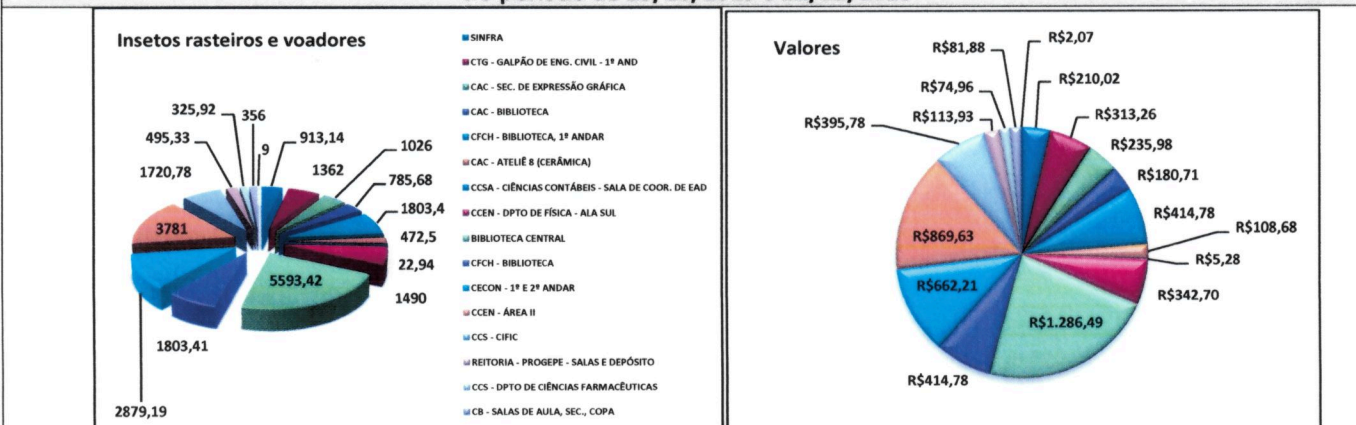 Insetos rasteiros e voadores
325,92
356
495,33
9
913,14
1720,78
1362
1026
785,68
1803,4
3781
472,5
22,94
5593,42
1490
1803,41
2879,19
SINFRA
CTG - GALPÃO DE ENG. CIVIL - 1º AND
CAC - SEC. DE EXPRESSÃO GRÁFICA
CAC - BIBLIOTECA
CFCH - BIBLIOTECA, 1º ANDAR
CAC - ATELIÊ 8 (CERÂMICA)
CCSA - CIÊNCIAS CONTÁBEIS - SALA DE COOR. DE EAD
CCEN - DPTO DE FÍSICA - ALA SUL
BIBLIOTECA CENTRAL
CFCH - BIBLIOTECA
CECON - 1º E 2º ANDAR
CCEN - ÁREA II
CCS - CIFIC
REITORIA - PROGEPE - SALAS E DEPÓSITO
CCS - DPTO DE CIÊNCIAS FARMACÊUTICAS
CB - SALAS DE AULA, SEC., COPA
Valores
R$81,88
R$2,07
R$74,96
R$210,02
R$395,78
R$113,93
R$313,26
R$235,98
R$180,71
R$414,78
R$869,63
R$108,68
R$5,28
R$662,21
R$342,70
R$1.286,49
R$414,78